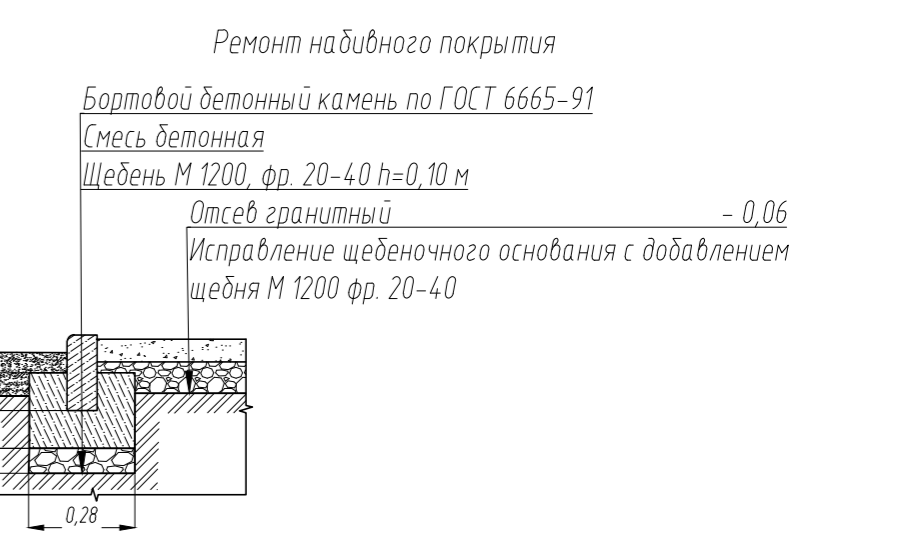 Ремонт набивного покрытия
Бортовой бетонный камень по ГОСТ 6665-91
Смесь бетонная
Щебень М 1200, фр. 20-40 h=0,10 м
Отсев гранитный - 0,06
Исправление щебеночного основания с добавлением
щебня М 1200 фр. 20-40
0,28